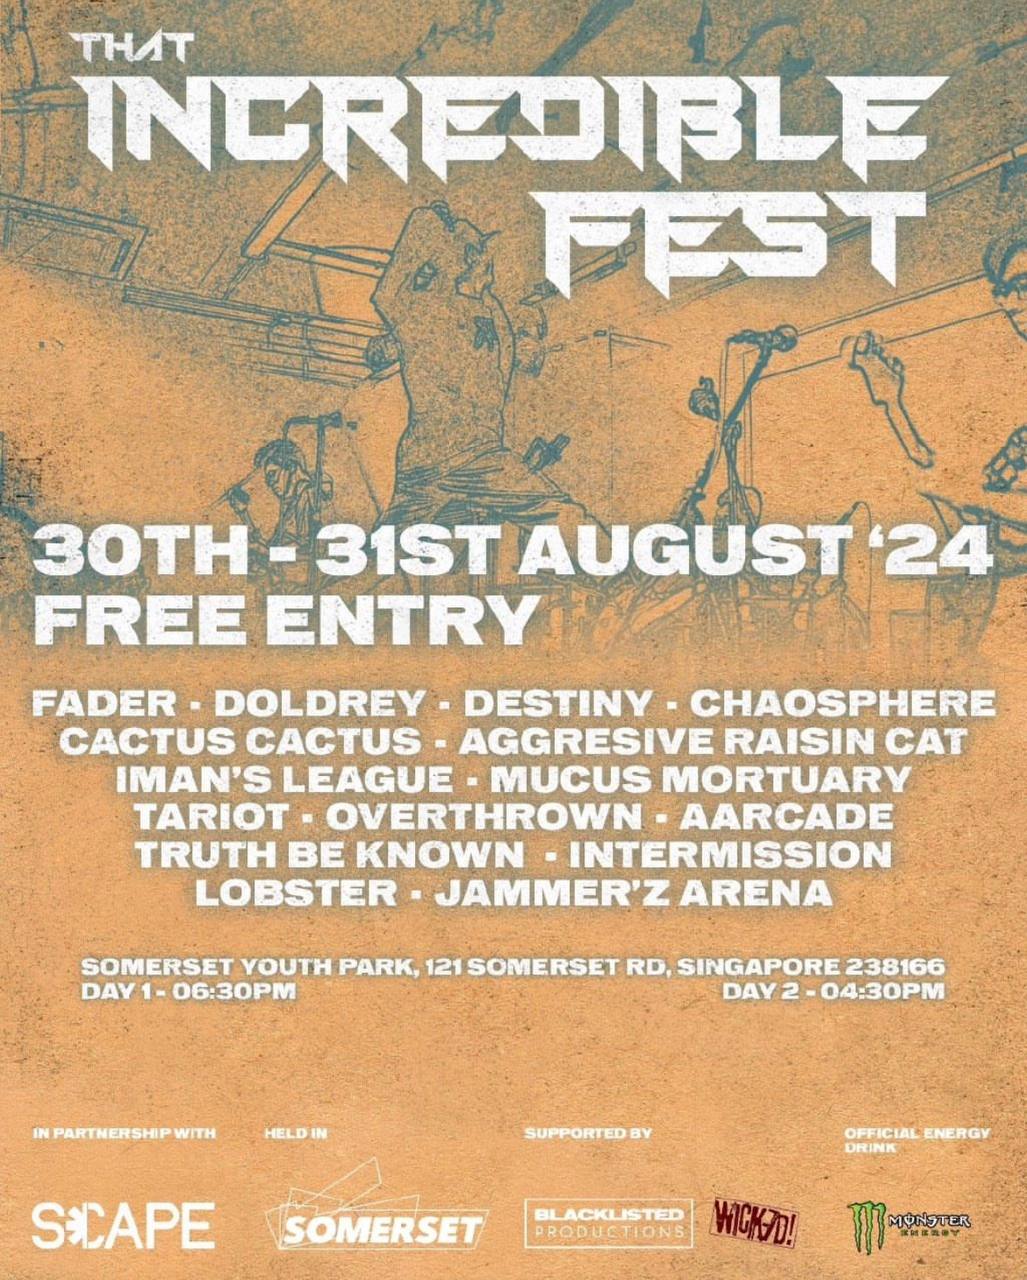 THAT
INCREDIBLE
FEST
30TH - 31ST AUGUST ‘24
FREE ENTRY
FADER · DOLDREY · DESTINY · CHAOSPHERE
CACTUS CACTUS · AGGRESIVE RAISIN CAT
IMAN’S LEAGUE · MUCUS MORTUARY
TARIOT · OVERTHROWN · AARCADE
TRUTH BE KNOWN · INTERMISSION
LOBSTER · JAMMER’Z ARENA
SOMERSET YOUTH PARK, 121 SOMERSET RD, SINGAPORE 238166
DAY 1 - 06:30PM DAY 2 - 04:30PM
IN PARTNERSHIP WITH HELD IN SUPPORTED BY OFFICIAL ENERGY
DRINK
SCAPE SOMERSET BLACKLISTED
PRODUCTIONS WICK3D! MONSTER
ENERGY